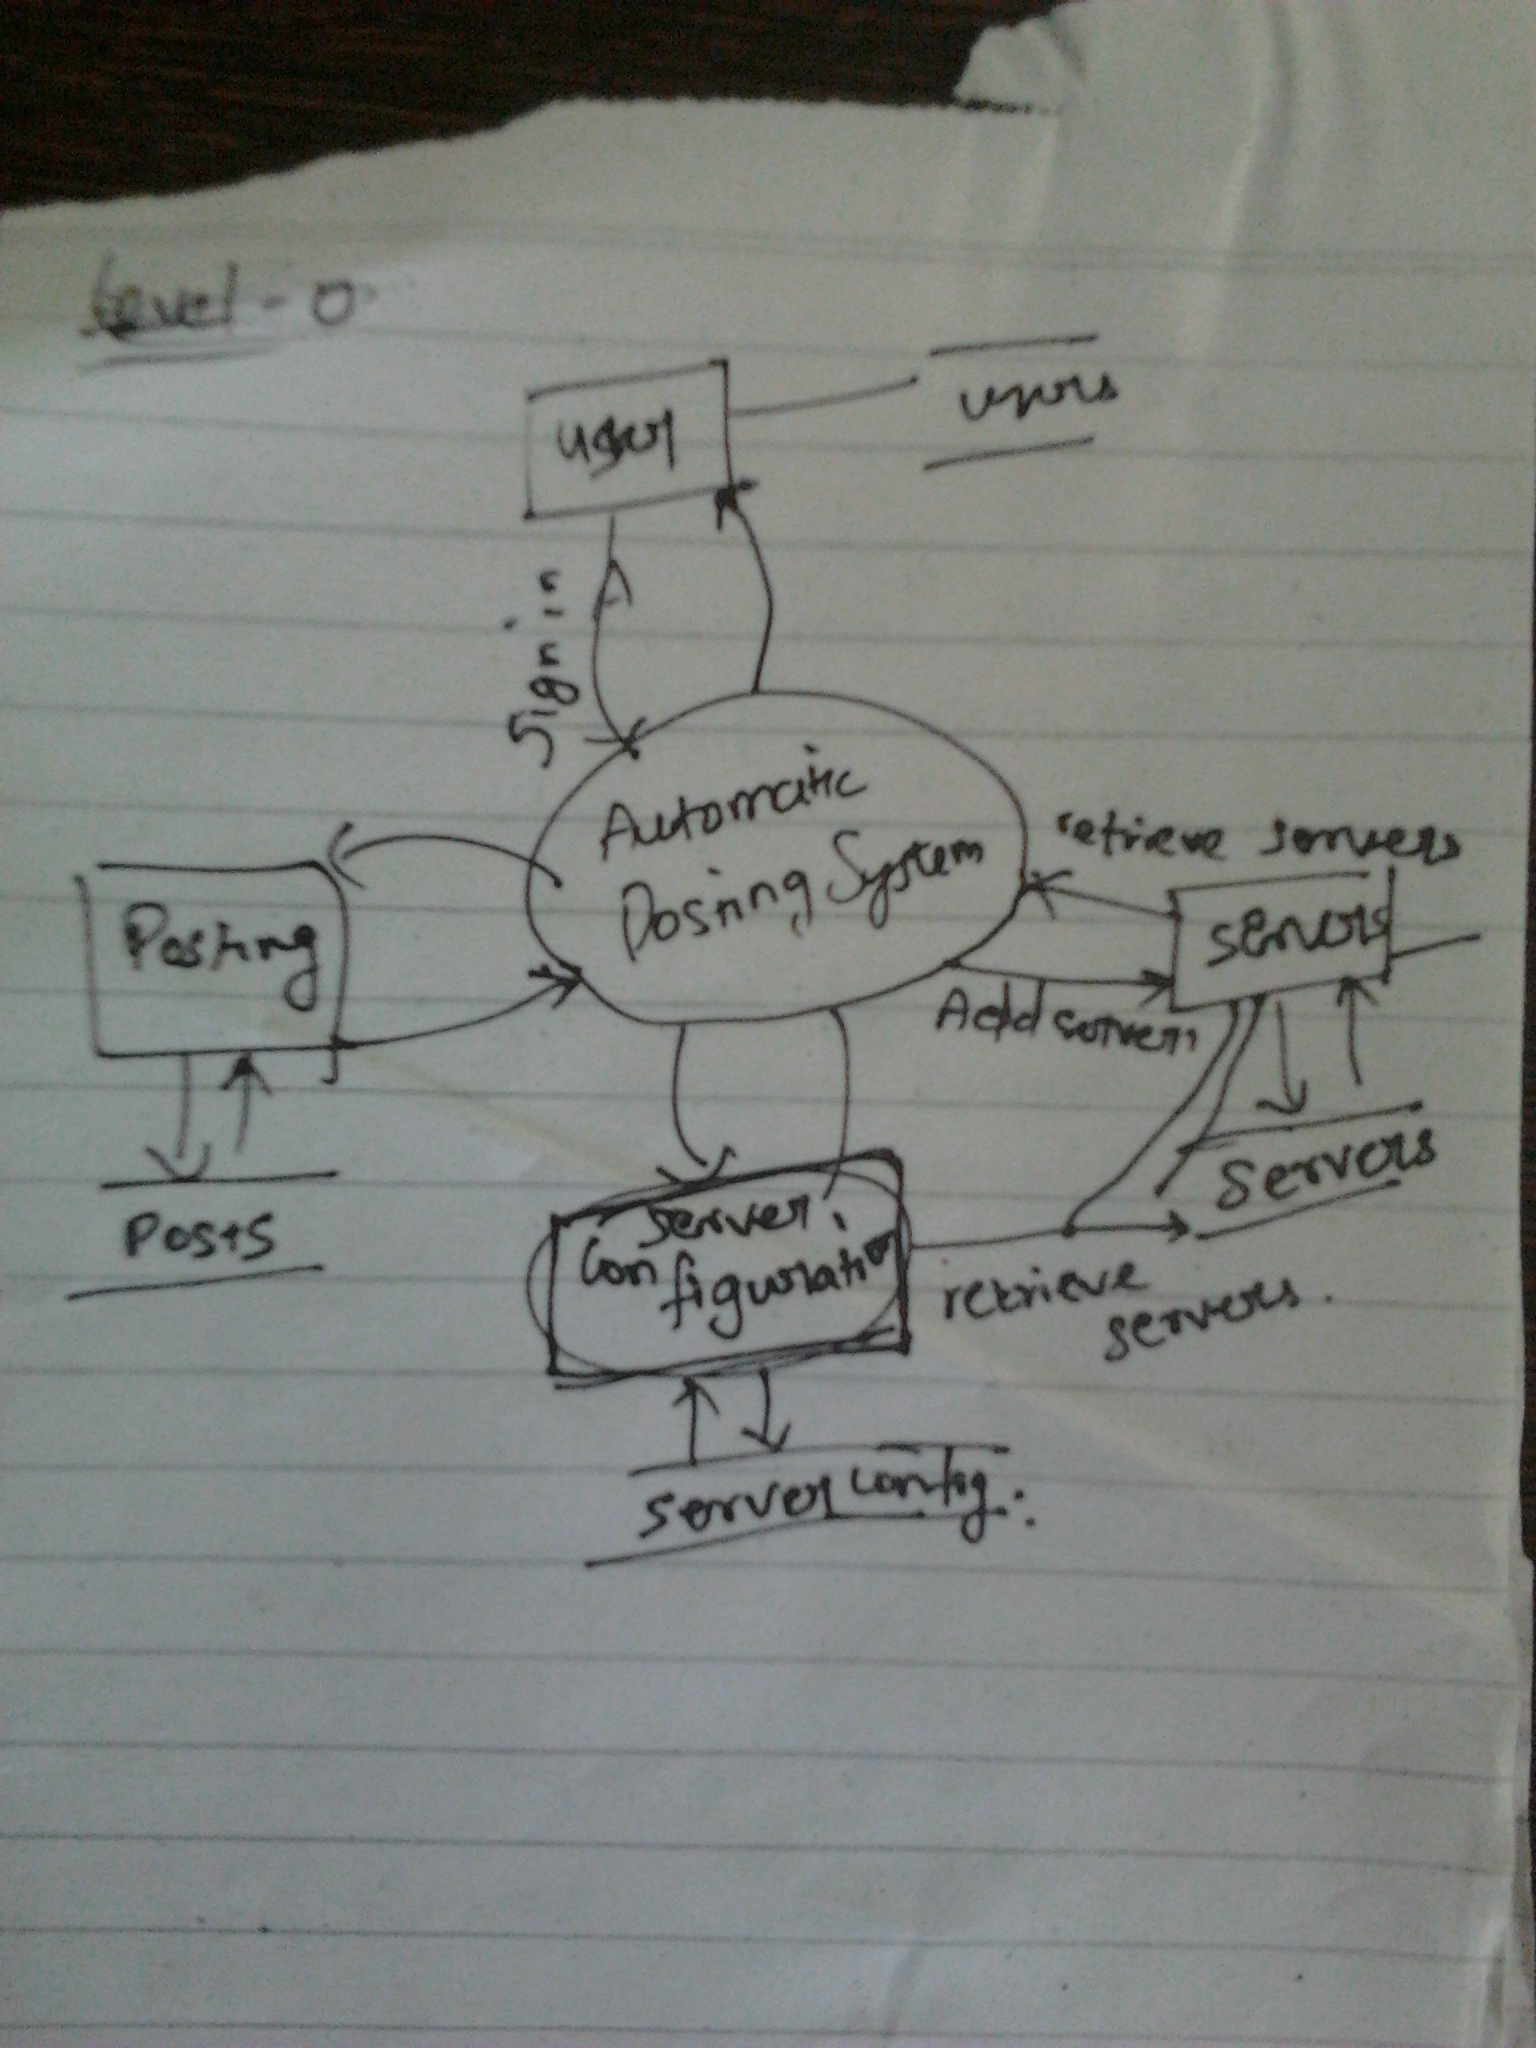 Level - 0
user
users
Signin
Automatic
Posting System
retrieve servers
Posting
servers
Add servers
Posts
Servers
Server
Configuration
retrieve
servers.
server config.